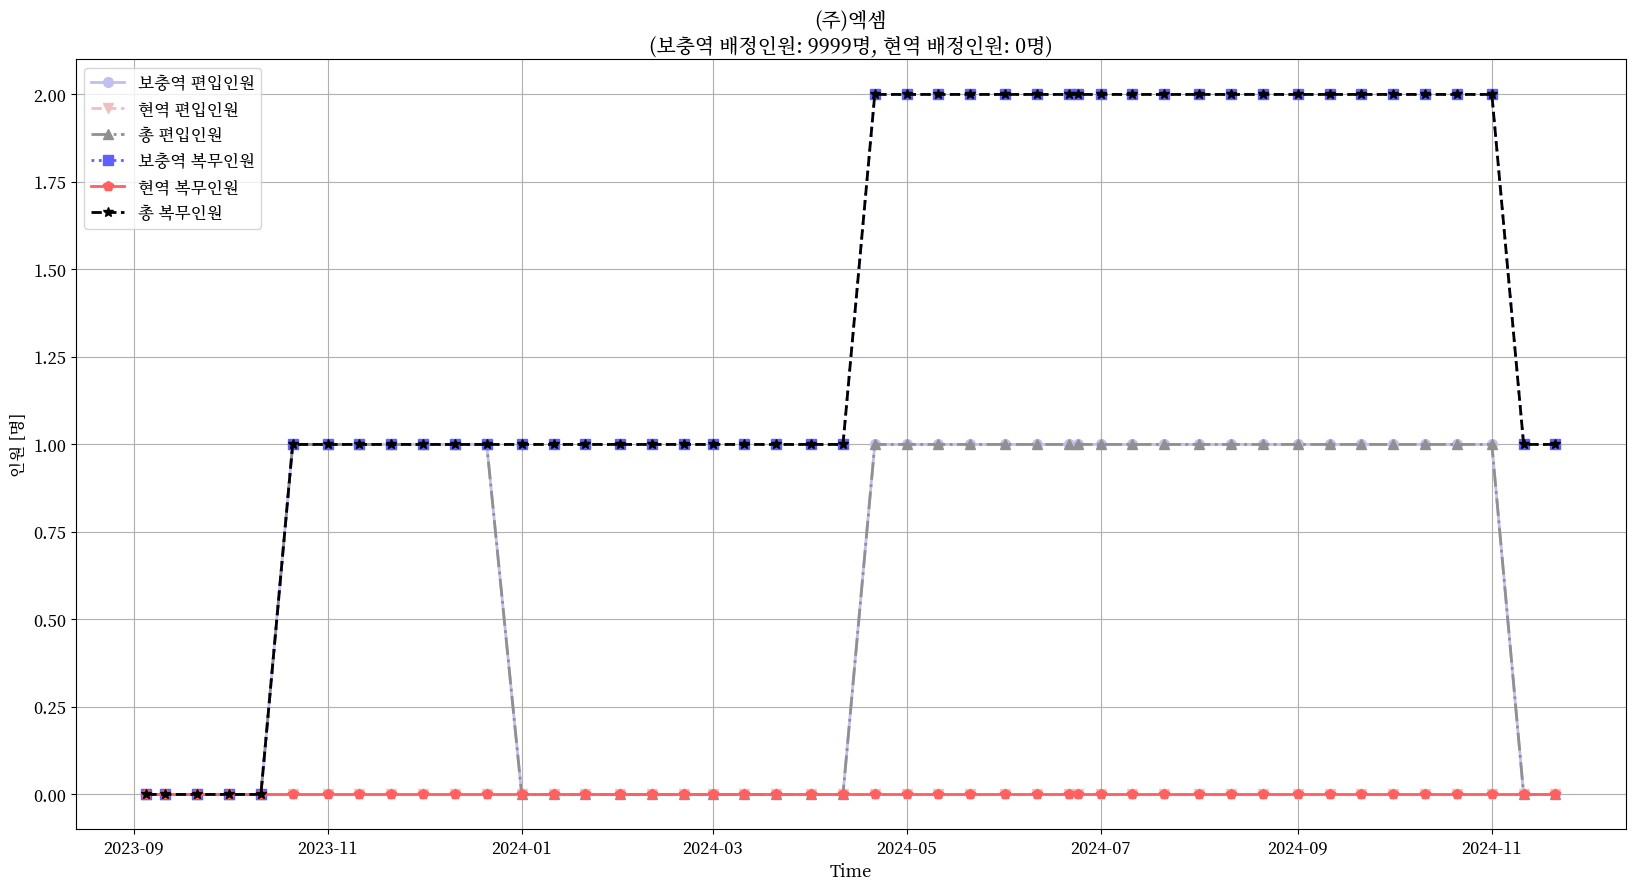 (주)엑셈
(보충역 배정인원: 9999명, 현역 배정인원: 0명)
보충역 편입인원
현역 편입인원
총 편입인원
보충역 복무인원
현역 복무인원
총 복무인원
2.00
1.75
1.50
1.25
1.00
0.75
0.50
0.25
0.00
인원 [명]
2023-09
2023-11
2024-01
2024-03
2024-05
2024-07
2024-09
2024-11
Time